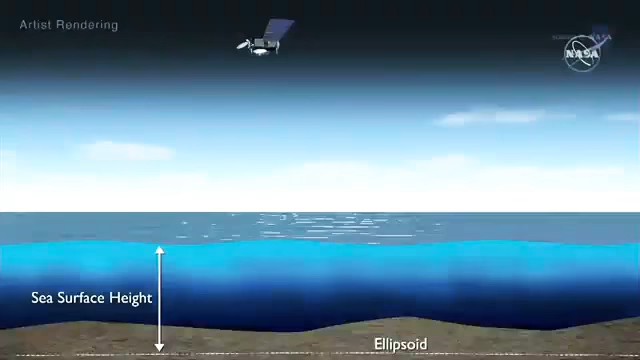 Artist Rendering
NASA
Sea Surface Height
Ellipsoid